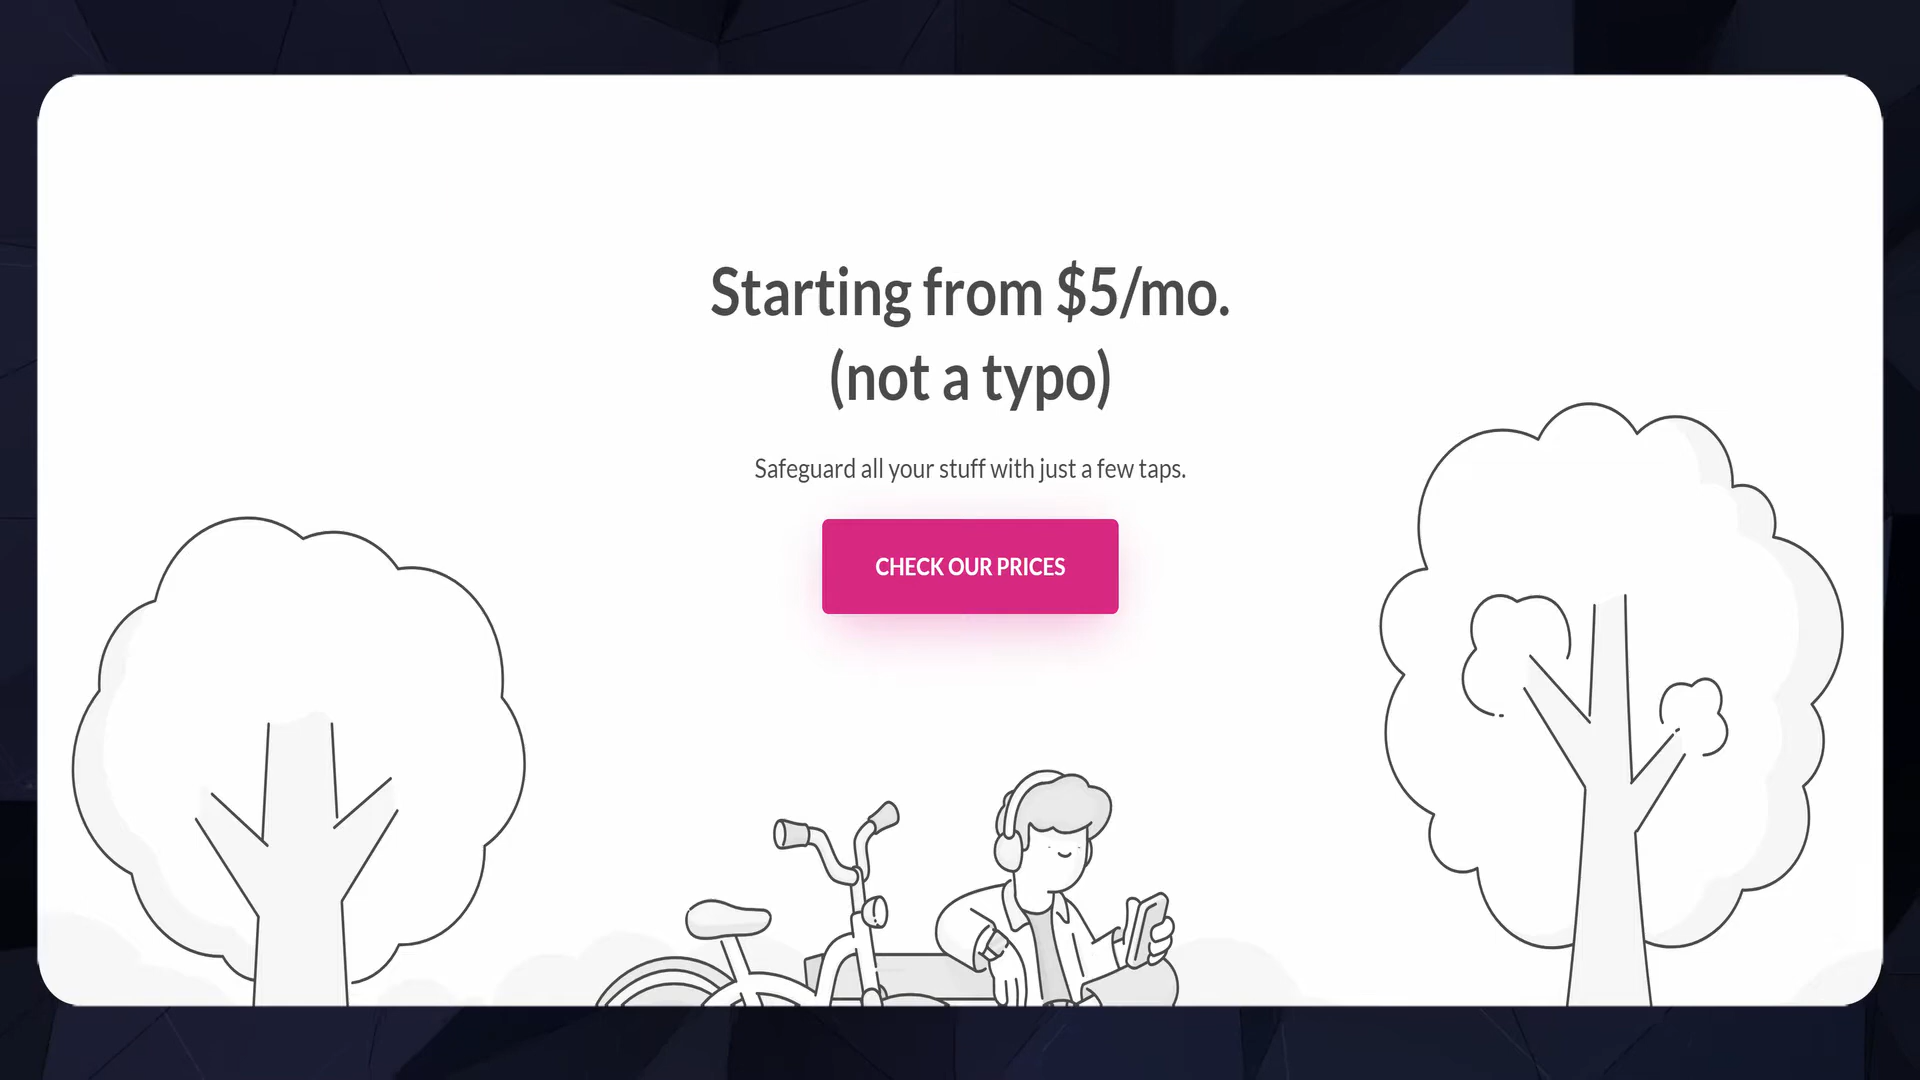 Starting from $5/mo.
(not a typo)
Safeguard all your stuff with just a few taps.
CHECK OUR PRICES